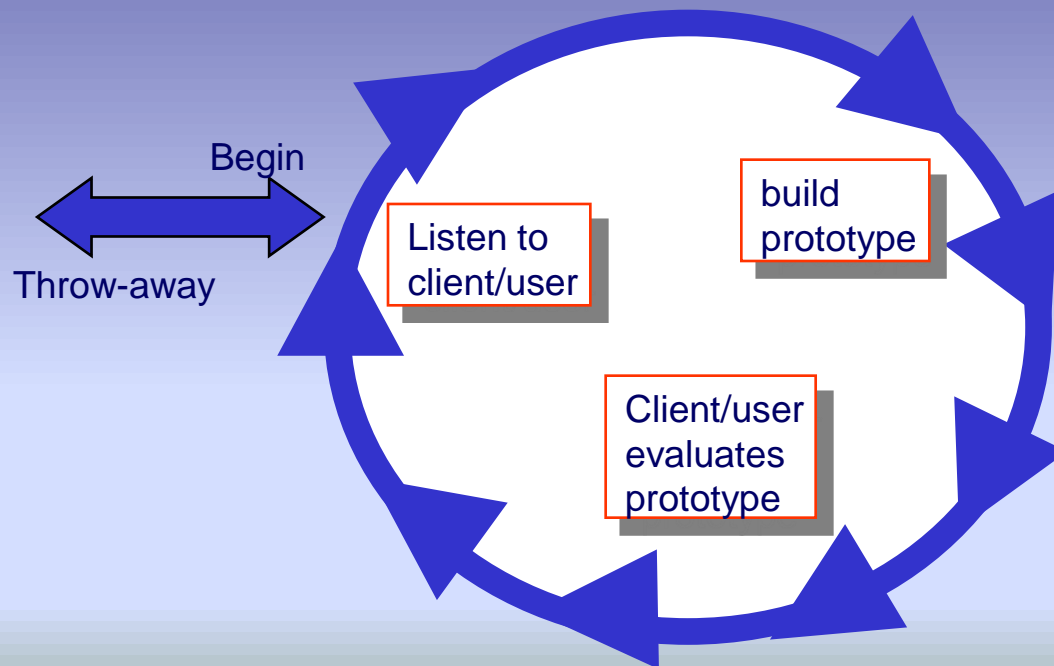 Begin
Throw-away
Listen to
client/user
build
prototype
Client/user
evaluates
prototype